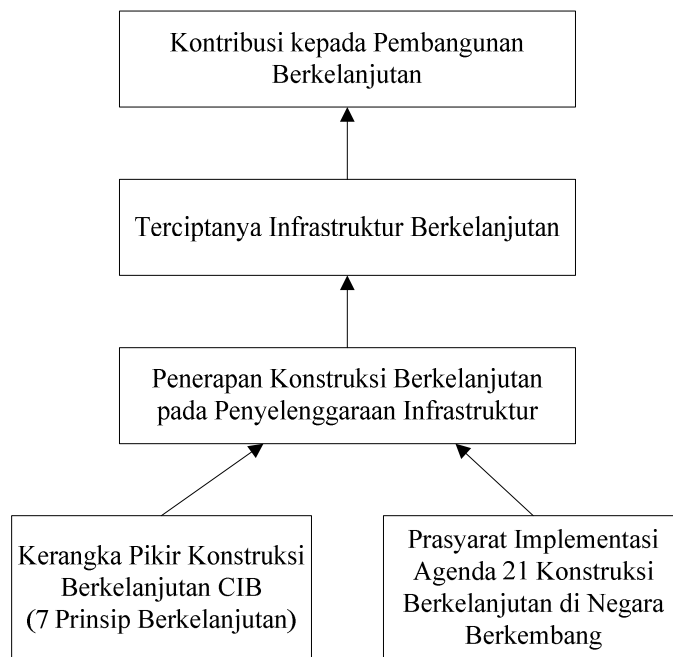 Kontribusi kepada Pembangunan
Berkelanjutan
Terciptanya Infrastruktur Berkelanjutan
Penerapan Konstruksi Berkelanjutan
pada Penyelenggaraan Infrastruktur
Kerangka Pikir Konstruksi
Berkelanjutan CIB
(7 Prinsip Berkelanjutan)
Prasyarat Implementasi
Agenda 21 Konstruksi
Berkelanjutan di Negara
Berkembang